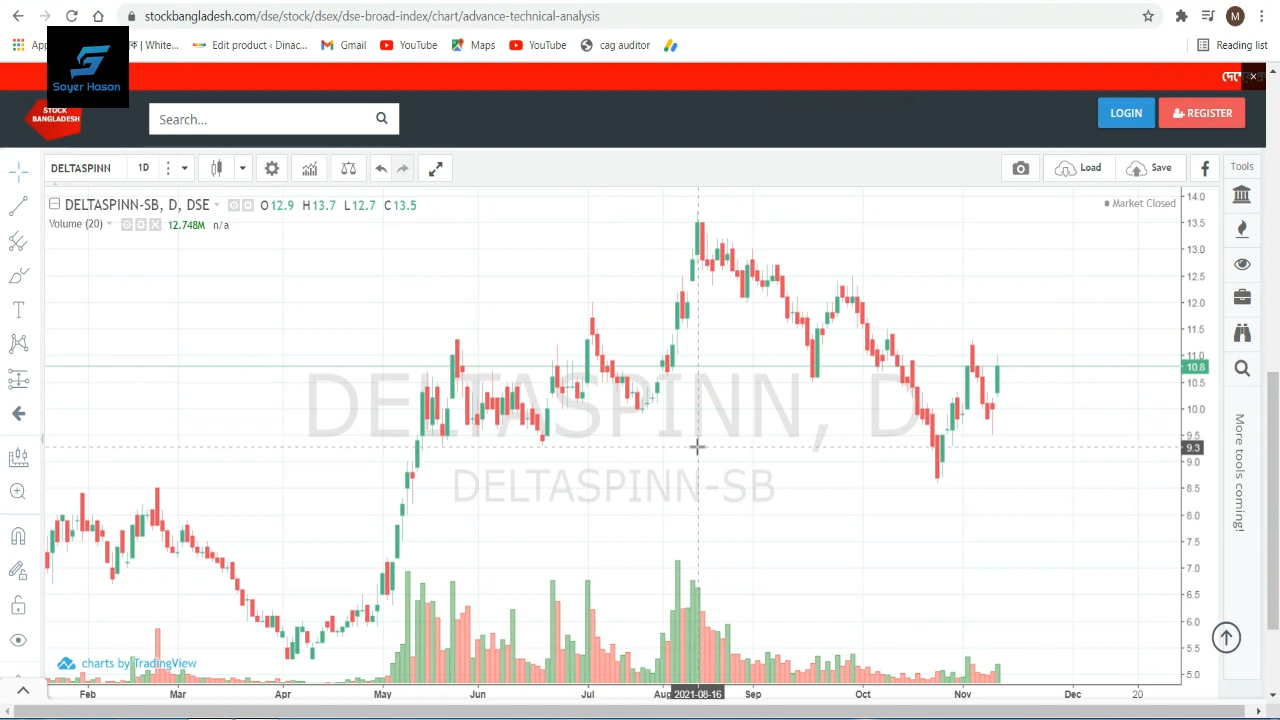 stockbangladesh.com/dse/stock/dsex/dse-broad-index/chart/advance-technical-analysis
White...
Edit product ‹ Dinac...
Gmail
YouTube
Maps
YouTube
cag auditor
Reading list
Sayer Hasan
STOCK
BANGLADESH
Search...
LOGIN
REGISTER
DELTASPINN
1D
Load
Save
Tools
DELTASPINN-SB, D, DSE
O 12.9 H 13.7 L 12.7 C 13.5
Market Closed
Volume (20)
12.748M n/a
DELTASPINN, D
DELTASPINN-SB
14.0
13.5
13.0
12.5
12.0
11.5
11.0
10.8
10.5
10.0
9.5
9.3
9.0
8.5
8.0
7.5
7.0
6.5
6.0
5.5
5.0
More tools coming!
charts by TradingView
Feb
Mar
Apr
May
Jun
Jul
Aug
2021-08-16
Sep
Oct
Nov
Dec
20
M